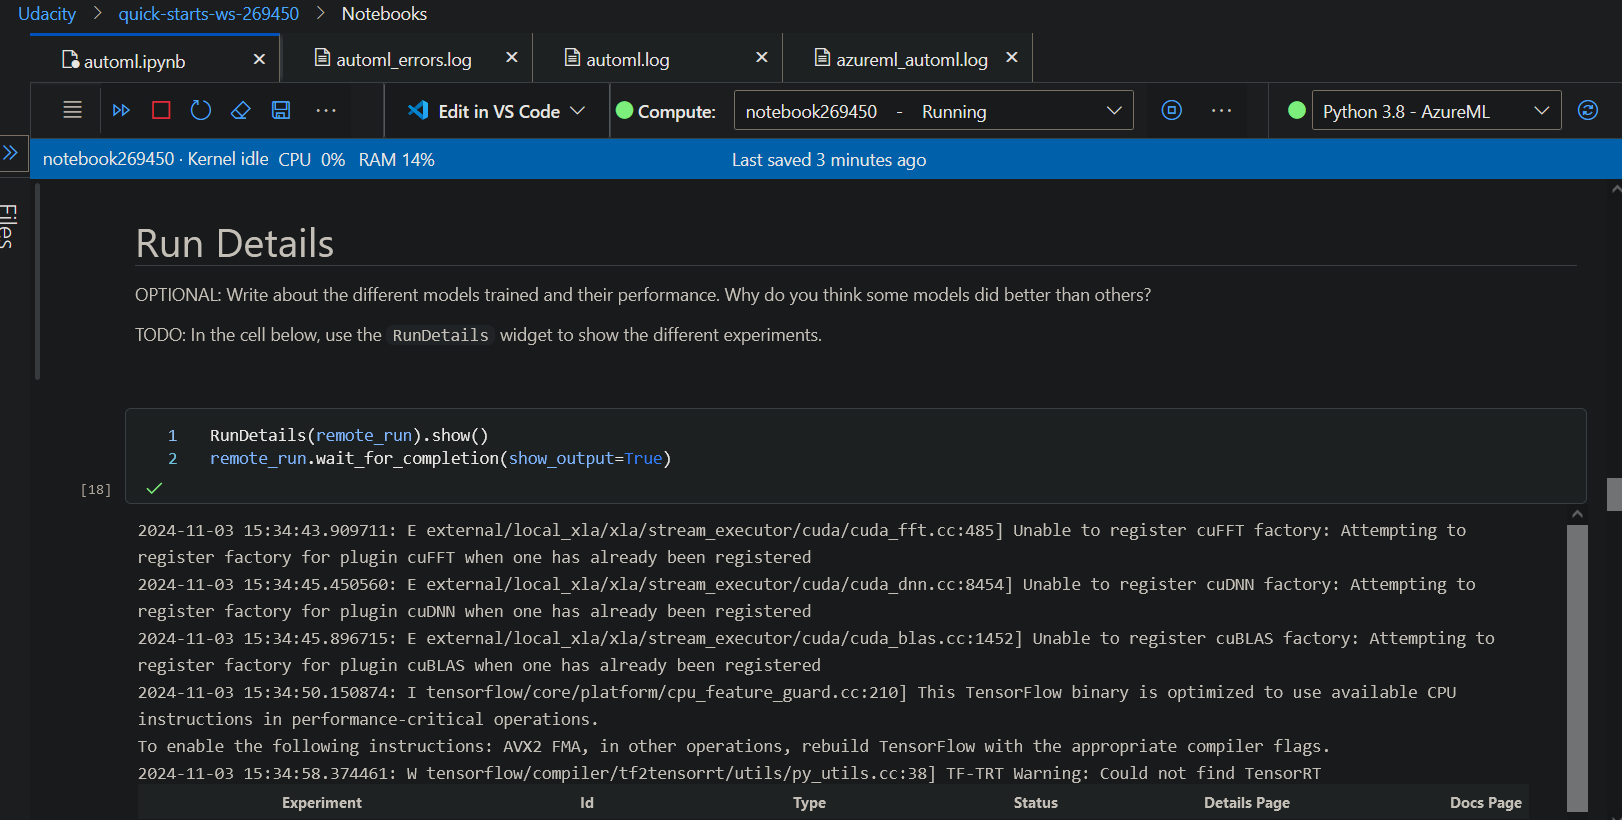 Udacity > quick-starts-ws-269450 > Notebooks
automl.ipynb automl_errors.log automl.log azureml_automl.log
Edit in VS Code Compute: notebook269450 - Running Python 3.8 - AzureML
notebook269450 · Kernel idle CPU 0% RAM 14% Last saved 3 minutes ago
Files
Run Details
OPTIONAL: Write about the different models trained and their performance. Why do you think some models did better than others?
TODO: In the cell below, use the RunDetails widget to show the different experiments.
1 RunDetails(remote_run).show()
2 remote_run.wait_for_completion(show_output=True)
[18]
2024-11-03 15:34:43.909711: E external/local_xla/xla/stream_executor/cuda/cuda_fft.cc:485] Unable to register cuFFT factory: Attempting to
register factory for plugin cuFFT when one has already been registered
2024-11-03 15:34:45.450560: E external/local_xla/xla/stream_executor/cuda/cuda_dnn.cc:8454] Unable to register cuDNN factory: Attempting to
register factory for plugin cuDNN when one has already been registered
2024-11-03 15:34:45.896715: E external/local_xla/xla/stream_executor/cuda/cuda_blas.cc:1452] Unable to register cuBLAS factory: Attempting to
register factory for plugin cuBLAS when one has already been registered
2024-11-03 15:34:50.150874: I tensorflow/core/platform/cpu_feature_guard.cc:210] This TensorFlow binary is optimized to use available CPU
instructions in performance-critical operations.
To enable the following instructions: AVX2 FMA, in other operations, rebuild TensorFlow with the appropriate compiler flags.
2024-11-03 15:34:58.374461: W tensorflow/compiler/tf2tensorrt/utils/py_utils.cc:38] TF-TRT Warning: Could not find TensorRT
Experiment Id Type Status Details Page Docs Page